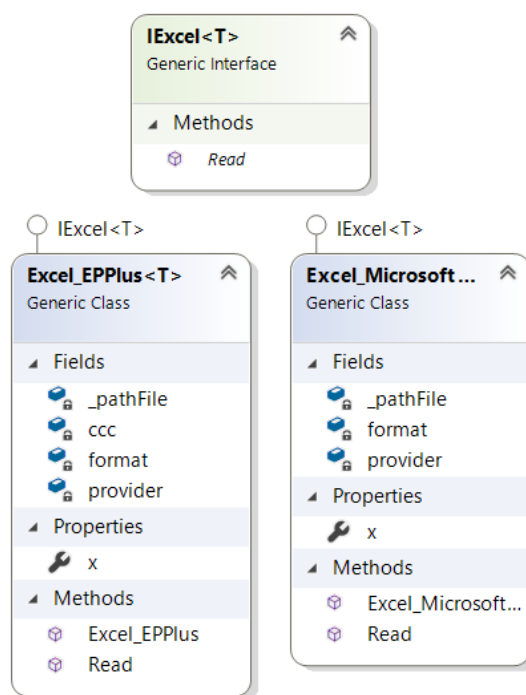 IExcel<T>
Generic Interface
Methods
Read
IExcel<T>
Excel_EPPlus<T>
Generic Class
Fields
_pathFile
ccc
format
provider
Properties
x
Methods
Excel_EPPlus
Read
IExcel<T>
Excel_Microsoft...
Generic Class
Fields
_pathFile
format
provider
Properties
x
Methods
Excel_Microsoft...
Read